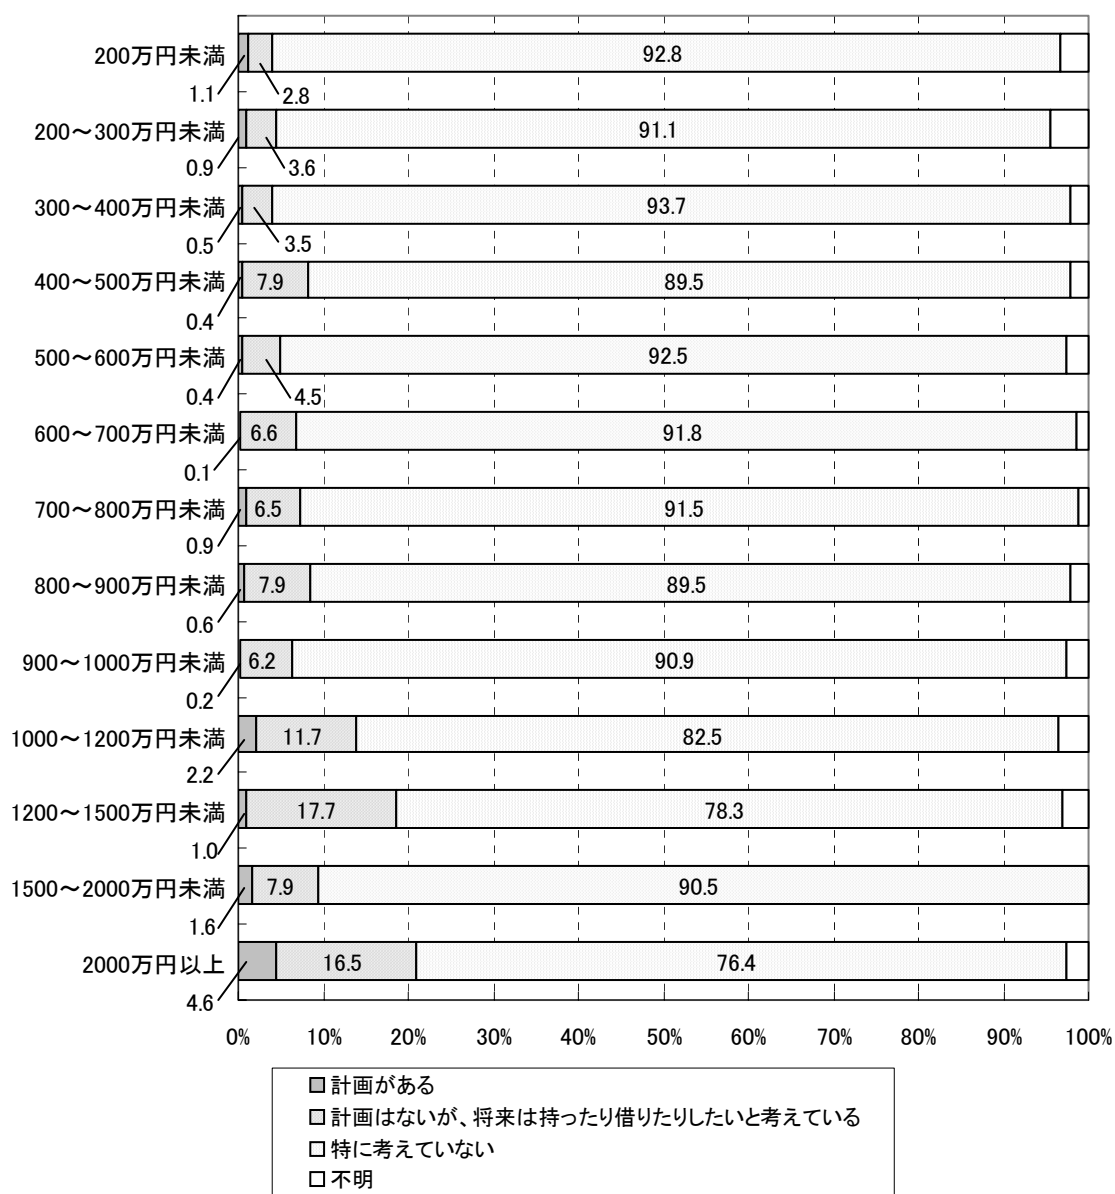 200万円未満
92.8
1.1
2.8
200～300万円未満
91.1
0.9
3.6
300～400万円未満
93.7
0.5
3.5
400～500万円未満
7.9
89.5
0.4
500～600万円未満
92.5
0.4
4.5
600～700万円未満
6.6
91.8
0.1
700～800万円未満
6.5
91.5
0.9
800～900万円未満
7.9
89.5
0.6
900～1000万円未満
6.2
90.9
0.2
1000～1200万円未満
11.7
82.5
2.2
1200～1500万円未満
17.7
78.3
1.0
1500～2000万円未満
7.9
90.5
1.6
2000万円以上
16.5
76.4
4.6
0% 10% 20% 30% 40% 50% 60% 70% 80% 90% 100%
計画がある
計画はないが、将来は持ったり借りたりしたいと考えている
特に考えていない
不明